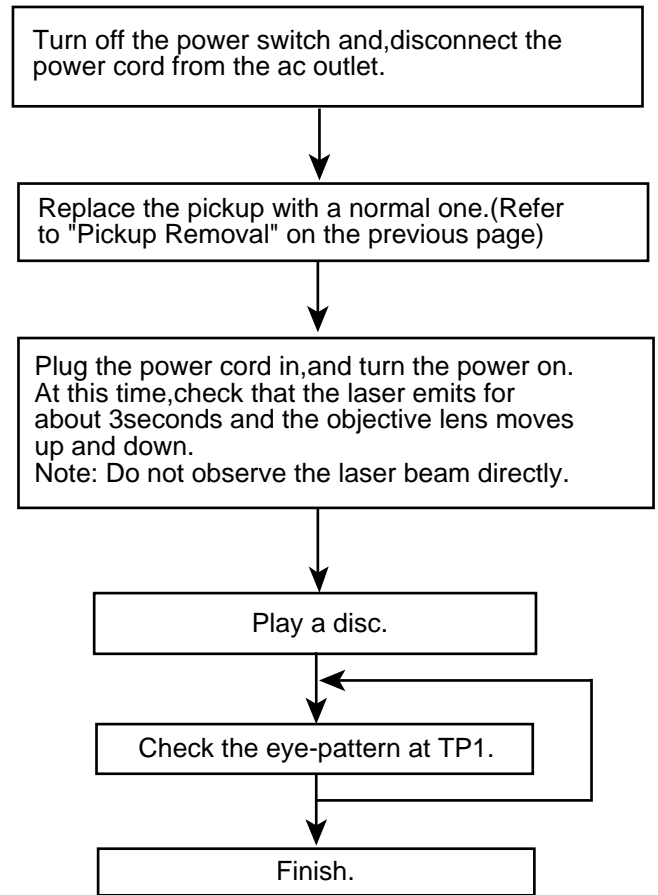 Turn off the power switch and,disconnect the
power cord from the ac outlet.
Replace the pickup with a normal one.(Refer
to "Pickup Removal" on the previous page)
Plug the power cord in,and turn the power on.
At this time,check that the laser emits for
about 3seconds and the objective lens moves
up and down.
Note: Do not observe the laser beam directly.
Play a disc.
Check the eye-pattern at TP1.
Finish.